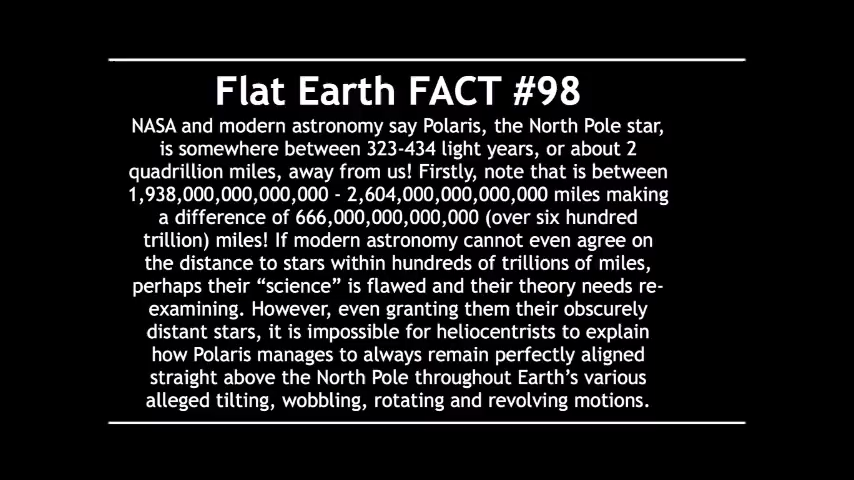 Flat Earth FACT #98
NASA and modern astronomy say Polaris, the North Pole star,
is somewhere between 323-434 light years, or about 2
quadrillion miles, away from us! Firstly, note that is between
1,938,000,000,000,000 - 2,604,000,000,000,000 miles making
a difference of 666,000,000,000,000 (over six hundred
trillion) miles! If modern astronomy cannot even agree on
the distance to stars within hundreds of trillions of miles,
perhaps their “science” is flawed and their theory needs re-
examining. However, even granting them their obscurely
distant stars, it is impossible for heliocentrists to explain
how Polaris manages to always remain perfectly aligned
straight above the North Pole throughout Earth’s various
alleged tilting, wobbling, rotating and revolving motions.